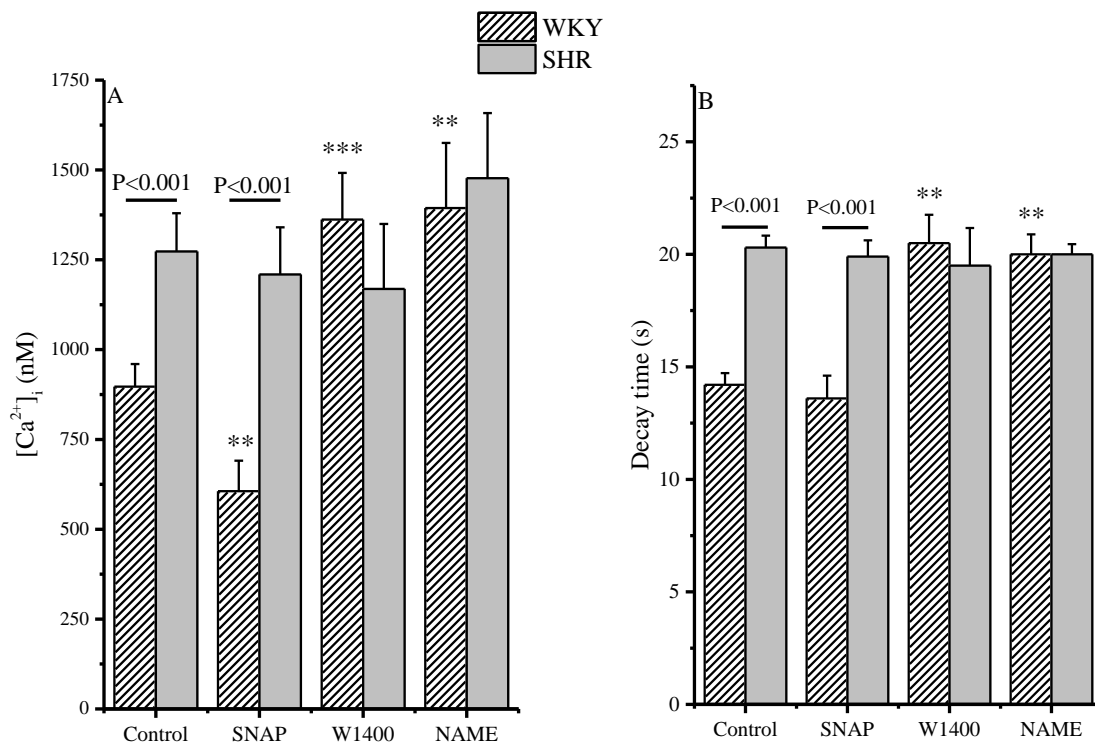 WKY
SHR
A
[Ca²⁺]ᵢ (nM)
1750
1500
1250
1000
750
500
250
0
P<0.001
P<0.001
**
***
**
Control
SNAP
W1400
NAME
B
Decay time (s)
25
20
15
10
5
0
P<0.001
P<0.001
**
**
Control
SNAP
W1400
NAME